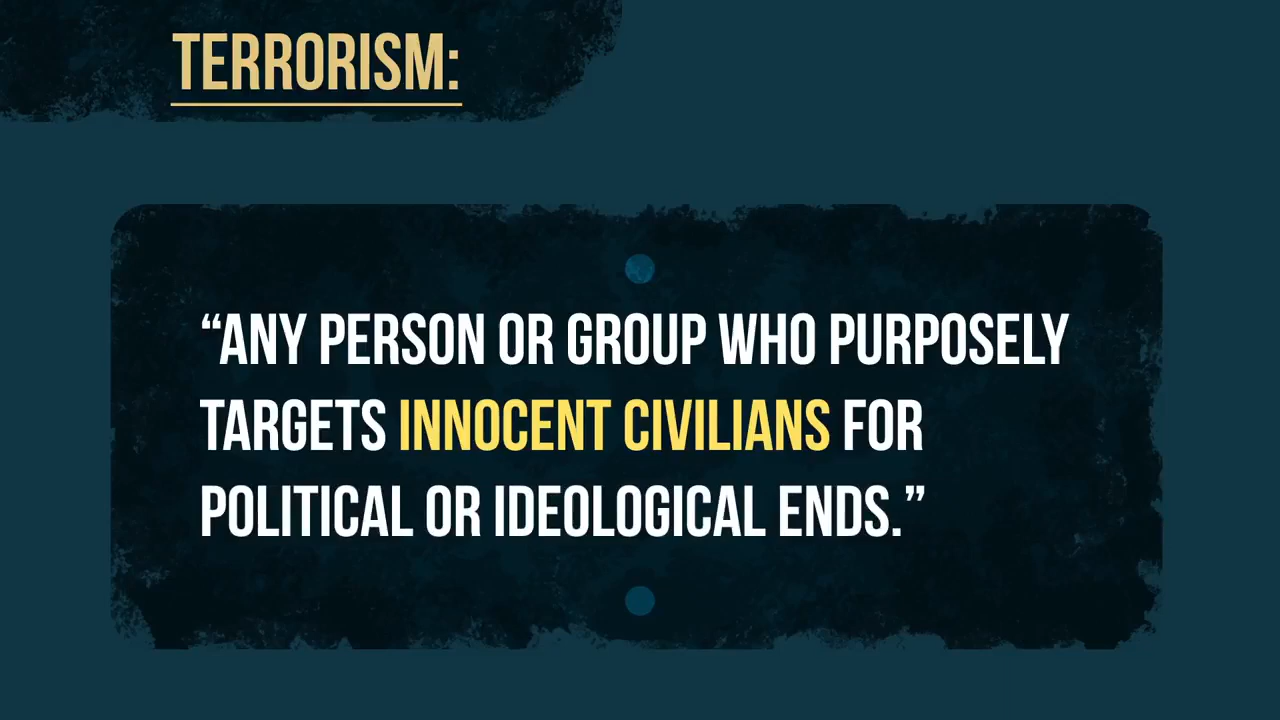 TERRORISM:
“ANY PERSON OR GROUP WHO PURPOSELY
TARGETS INNOCENT CIVILIANS FOR
POLITICAL OR IDEOLOGICAL ENDS.”